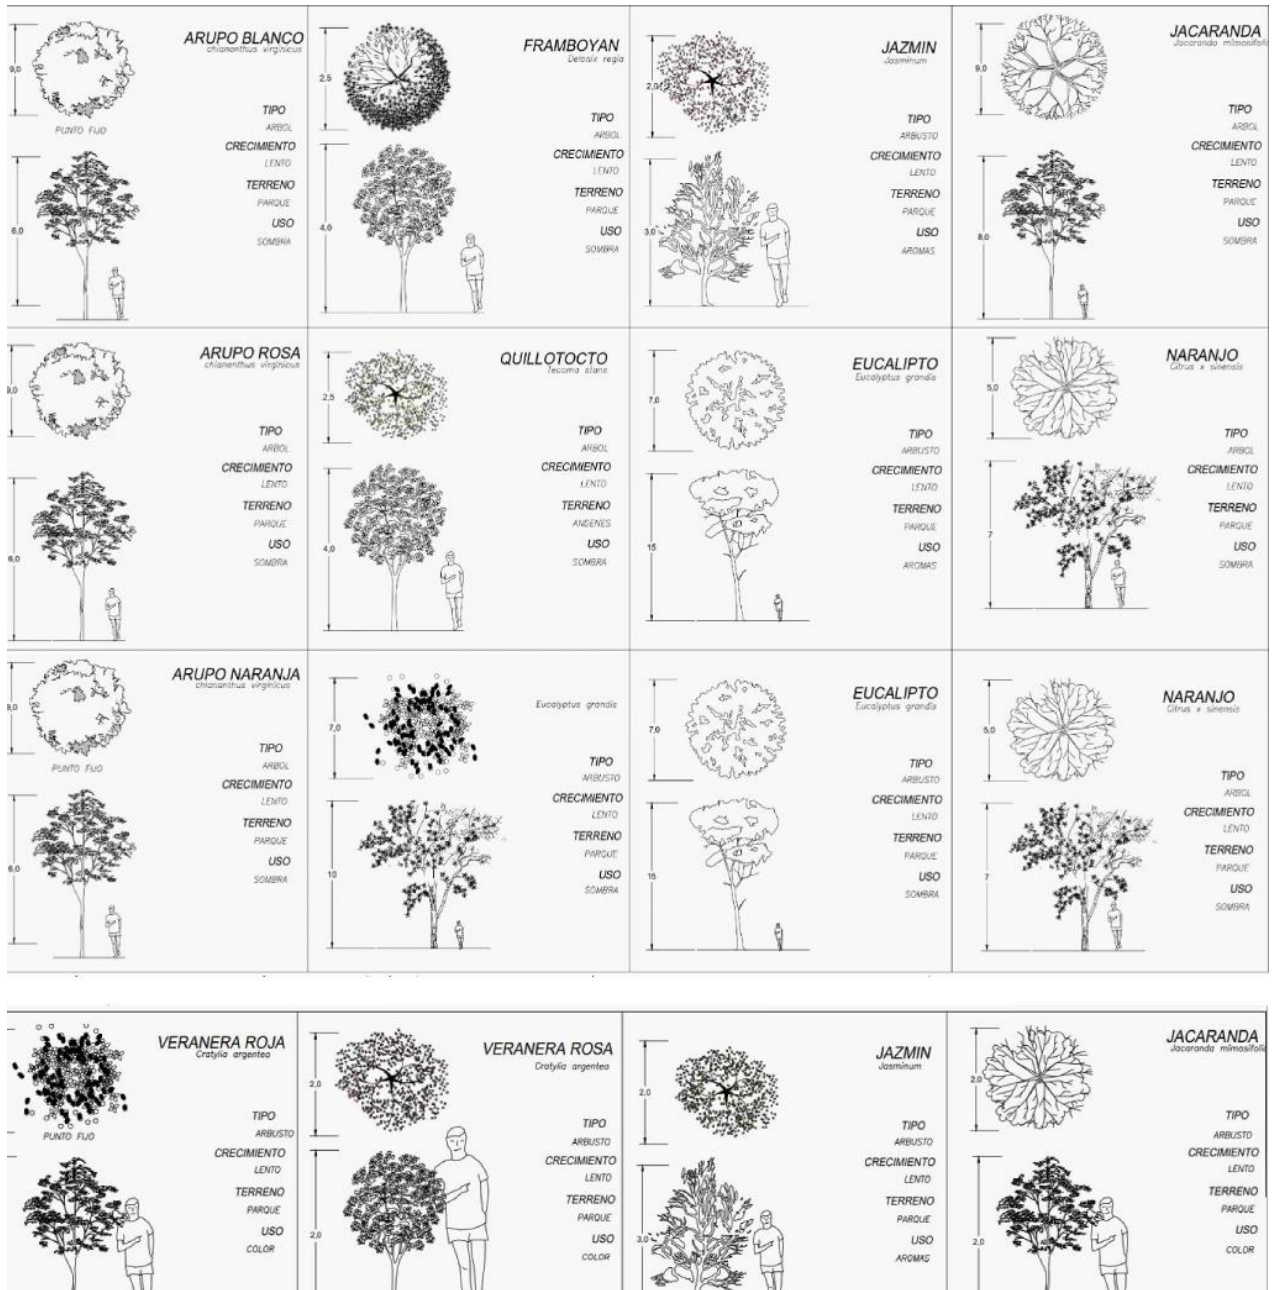 ARUPO BLANCO
chiananthus virginicus
9,0
PUNTO FIJO
TIPO
ARBOL
CRECIMIENTO
LENTO
TERRENO
PARQUE
USO
SOMBRA
6,0
FRAMBOYAN
Delonix regia
2,5
TIPO
ARBOL
CRECIMIENTO
LENTO
TERRENO
PARQUE
USO
SOMBRA
4,0
JAZMIN
Jasminum
2,0
TIPO
ARBUSTO
CRECIMIENTO
LENTO
TERRENO
PARQUE
USO
AROMAS
3,0
JACARANDA
Jacaranda mimosifolia
9,0
TIPO
ARBOL
CRECIMIENTO
LENTO
TERRENO
PARQUE
USO
SOMBRA
8,0
ARUPO ROSA
chiananthus virginicus
9,0
TIPO
ARBOL
CRECIMIENTO
LENTO
TERRENO
PARQUE
USO
SOMBRA
6,0
QUILLOTOCTO
Tecoma stans
2,5
TIPO
ARBOL
CRECIMIENTO
LENTO
TERRENO
ANDENES
USO
SOMBRA
4,0
EUCALIPTO
Eucalyptus grandis
7,0
TIPO
ARBUSTO
CRECIMIENTO
LENTO
TERRENO
PARQUE
USO
AROMAS
15
NARANJO
Citrus x sinensis
5,0
TIPO
ARBOL
CRECIMIENTO
LENTO
TERRENO
PARQUE
USO
SOMBRA
7
ARUPO NARANJA
chiananthus virginicus
9,0
PUNTO FIJO
TIPO
ARBOL
CRECIMIENTO
LENTO
TERRENO
PARQUE
USO
SOMBRA
6,0
Eucalyptus grandis
7,0
TIPO
ARBUSTO
CRECIMIENTO
LENTO
TERRENO
PARQUE
USO
SOMBRA
10
EUCALIPTO
Eucalyptus grandis
7,0
TIPO
ARBUSTO
CRECIMIENTO
LENTO
TERRENO
PARQUE
USO
SOMBRA
15
NARANJO
Citrus x sinensis
5,0
TIPO
ARBOL
CRECIMIENTO
LENTO
TERRENO
PARQUE
USO
SOMBRA
7
VERANERA ROJA
Cratylia argentea
PUNTO FIJO
TIPO
ARBUSTO
CRECIMIENTO
LENTO
TERRENO
PARQUE
USO
COLOR
VERANERA ROSA
Cratylia argentea
2,0
TIPO
ARBUSTO
CRECIMIENTO
LENTO
TERRENO
PARQUE
USO
COLOR
2,0
JAZMIN
Jasminum
2,0
TIPO
ARBUSTO
CRECIMIENTO
LENTO
TERRENO
PARQUE
USO
AROMAS
3,0
JACARANDA
Jacaranda mimosifolia
2,0
TIPO
ARBUSTO
CRECIMIENTO
LENTO
TERRENO
PARQUE
USO
COLOR
2,0